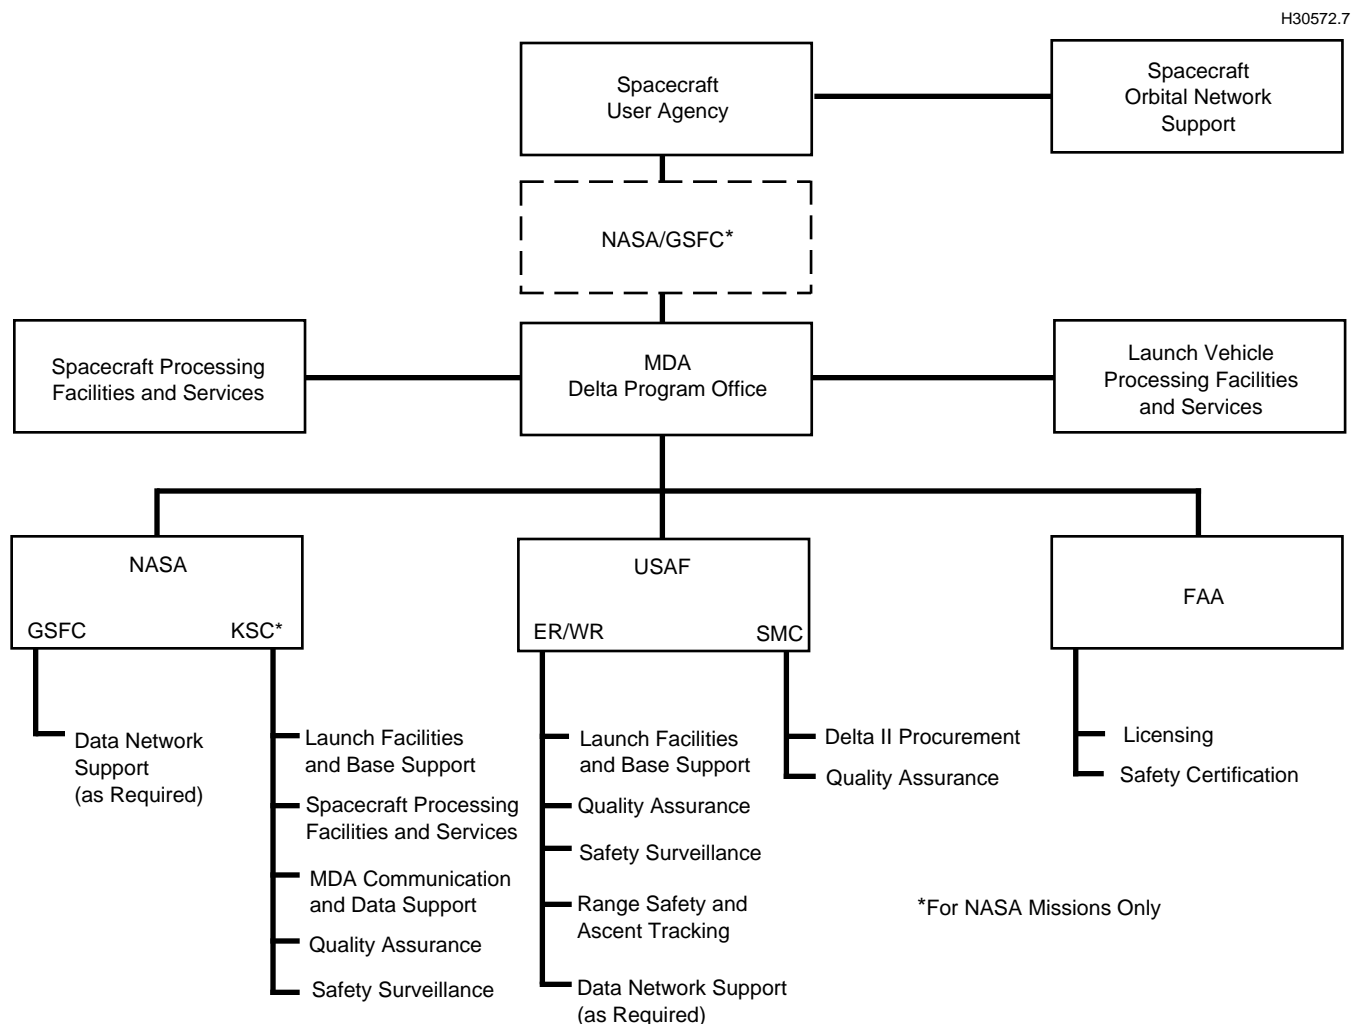 H30572.7
Spacecraft
User Agency
Spacecraft
Orbital Network
Support
NASA/GSFC*
Spacecraft Processing
Facilities and Services
MDA
Delta Program Office
Launch Vehicle
Processing Facilities
and Services
NASA
GSFC
KSC*
USAF
ER/WR
SMC
FAA
Data Network
Support
(as Required)
Launch Facilities
and Base Support
Spacecraft Processing
Facilities and Services
MDA Communication
and Data Support
Quality Assurance
Safety Surveillance
Launch Facilities
and Base Support
Quality Assurance
Safety Surveillance
Range Safety and
Ascent Tracking
Data Network Support
(as Required)
Delta II Procurement
Quality Assurance
Licensing
Safety Certification
*For NASA Missions Only